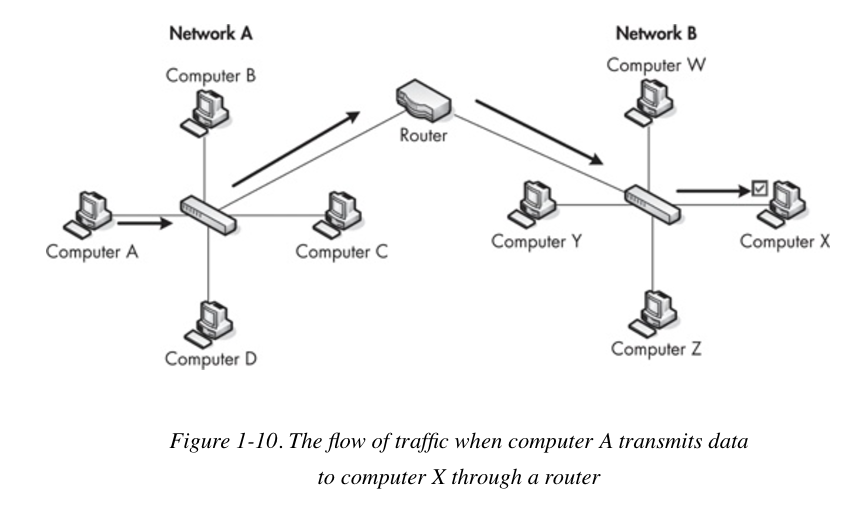 Network A
Network B
Computer B
Computer W
Router
Computer A
Computer C
Computer Y
Computer X
Computer D
Computer Z
Figure 1-10. The flow of traffic when computer A transmits data
to computer X through a router